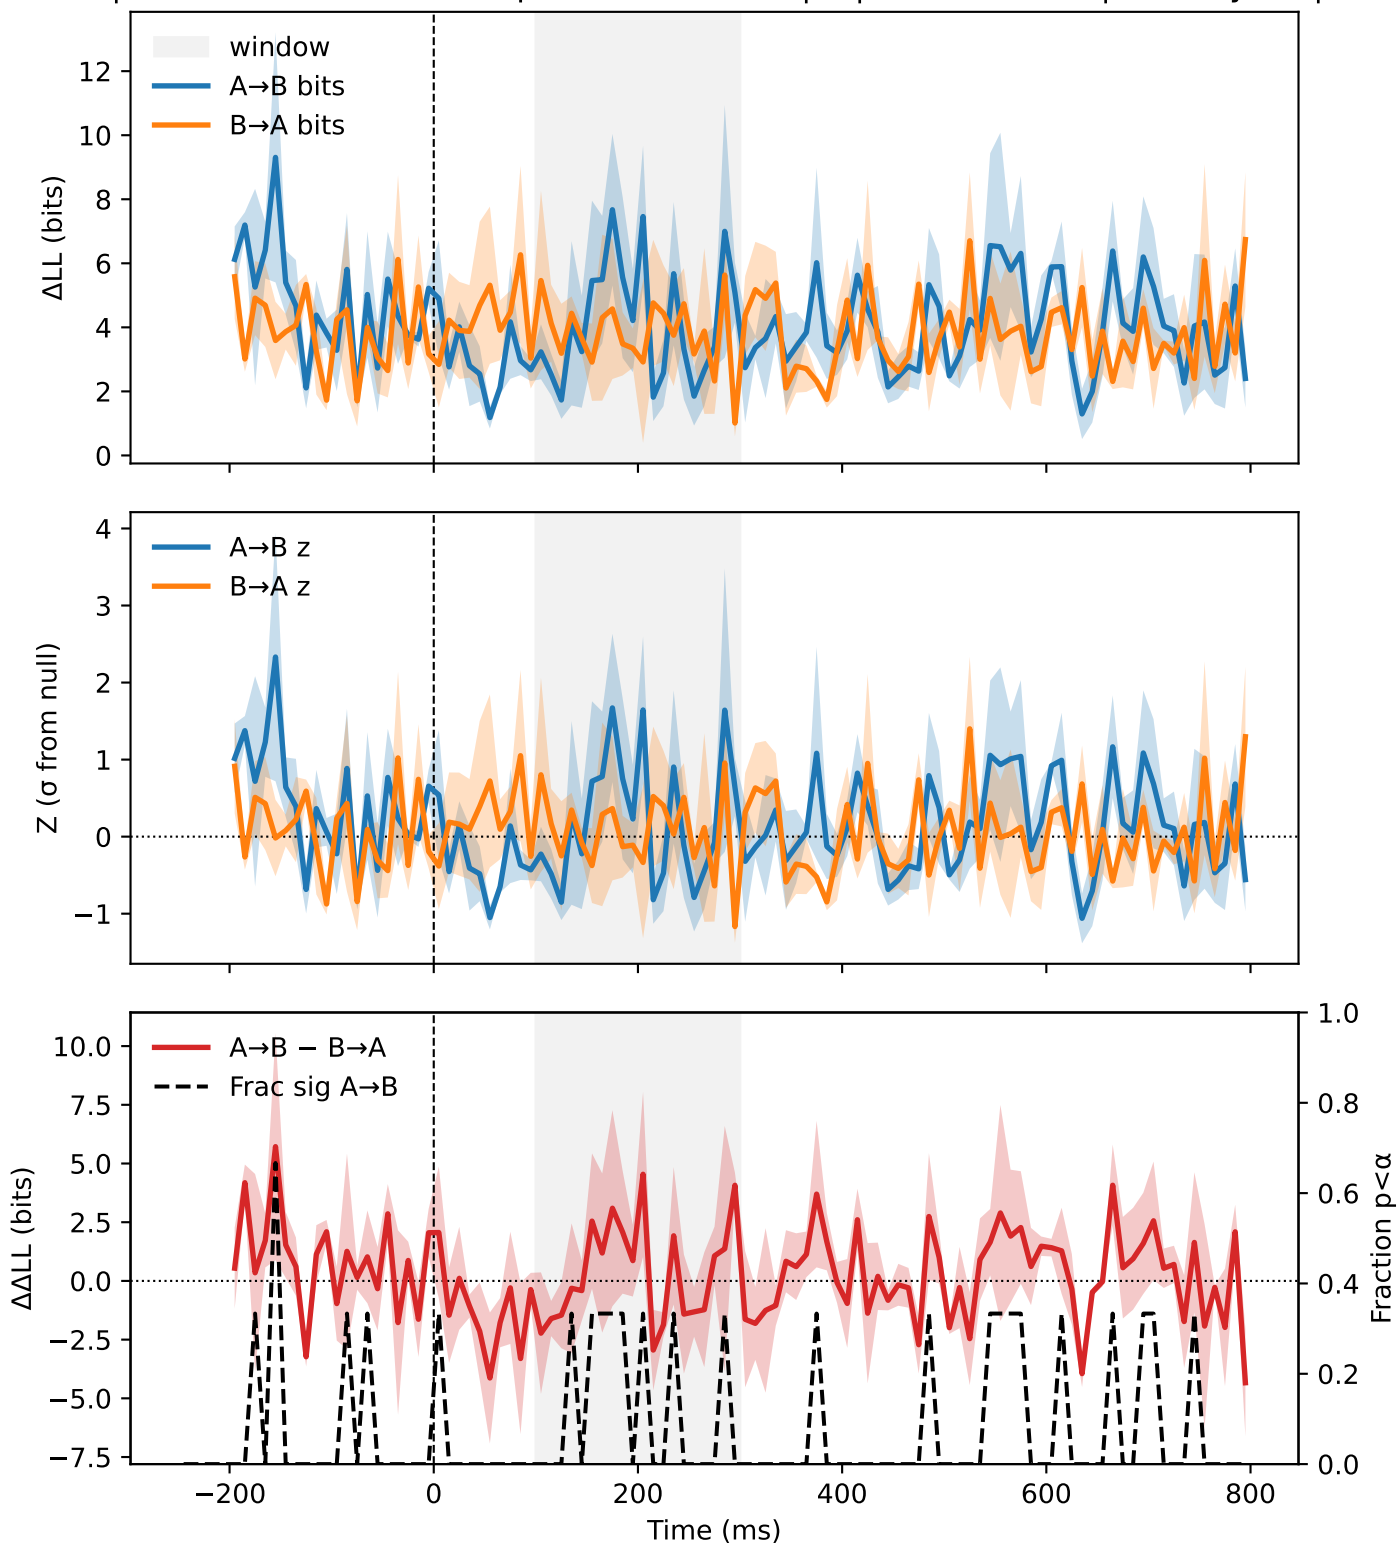 window
A→B bits
B→A bits
ΔLL (bits)
12
10
8
6
4
2
0
A→B z
B→A z
Z (σ from null)
4
3
2
1
0
−1
A→B − B→A
Frac sig A→B
ΔΔLL (bits)
10.0
7.5
5.0
2.5
0.0
−2.5
−5.0
−7.5
1.0
0.8
0.6
0.4
0.2
0.0
Fraction p<α
−200 0 200 400 600 800
Time (ms)